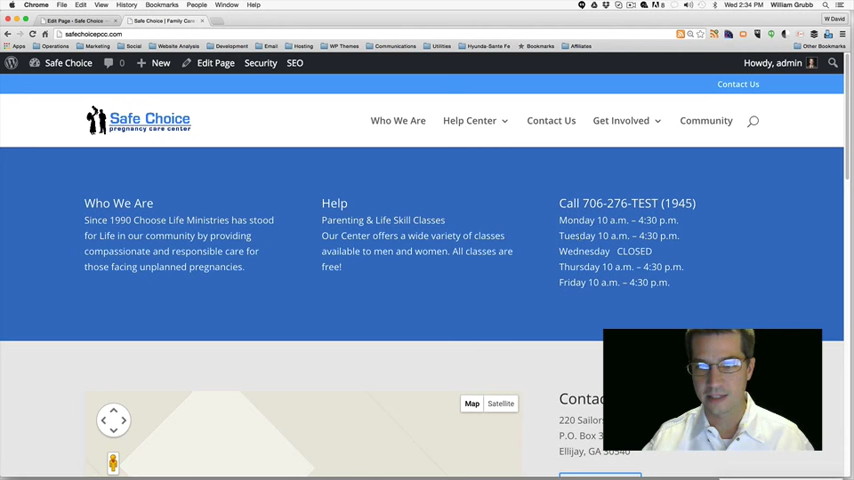 Chrome File Edit View History Bookmarks People Window Help
Wed 2:34 PM William Grubb
Edit Page - Safe Choice
Safe Choice | Family Care
W David
safechoicepcc.com
Apps Operations Marketing Research Social Website Analysis Development Email Hosting WP Themes Communications Utilities Hyunda-Sante Fe Bookmarks Affiliates Other Bookmarks
Safe Choice 0 New Edit Page Security SEO Howdy, admin
Contact Us
Safe Choice
pregnancy care center
Who We Are Help Center Contact Us Get Involved Community
Who We Are
Since 1990 Choose Life Ministries has stood
for Life in our community by providing
compassionate and responsible care for
those facing unplanned pregnancies.
Help
Parenting & Life Skill Classes
Our Center offers a wide variety of classes
available to men and women. All classes are
free!
Call 706-276-TEST (1945)
Monday 10 a.m. – 4:30 p.m.
Tuesday 10 a.m. – 4:30 p.m.
Wednesday CLOSED
Thursday 10 a.m. – 4:30 p.m.
Friday 10 a.m. – 4:30 p.m.
Map Satellite
220 Sailors
P.O. Box 3
Ellijay, GA 30540